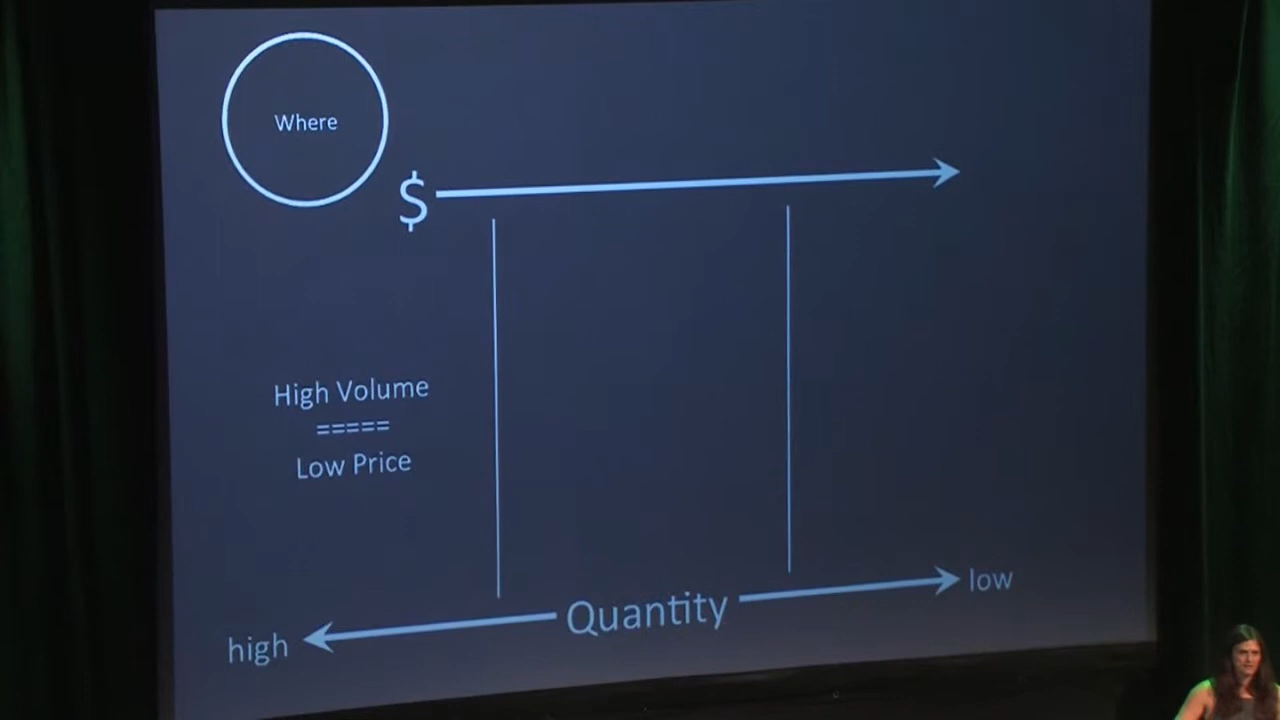 Where
$
High Volume
=====
Low Price
Quantity
low
high